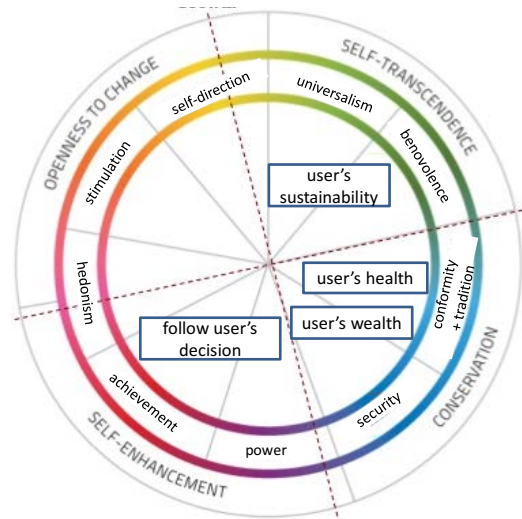 OPENNESS TO CHANGE
SELF-TRANSCENDENCE
self-direction
universalism
stimulation
benovolence
user's
sustainability
hedonism
user's health
conformity
+ tradition
user's wealth
follow user's
decision
achievement
security
power
SELF-ENHANCEMENT
CONSERVATION